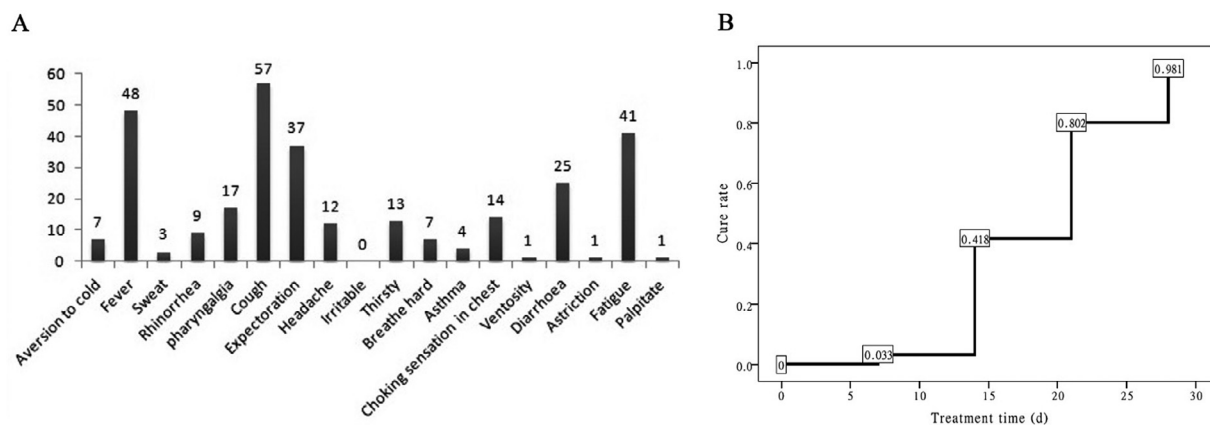 A
60
50
40
30
20
10
0
7
48
3
9
17
57
37
12
0
13
7
4
14
1
25
1
41
1
Aversion to cold
Fever
Sweat
Rhinorrhea
pharyngalgia
Cough
Expectoration
Headache
Irritable
Thirsty
Breathe hard
Asthma
Choking sensation in chest
Ventosity
Diarrhoea
Astriction
Fatigue
Palpitate
B
Cure rate
1.0
0.8
0.6
0.4
0.2
0.0
0
0.033
0.418
0.802
0.981
0 5 10 15 20 25 30
Treatment time (d)